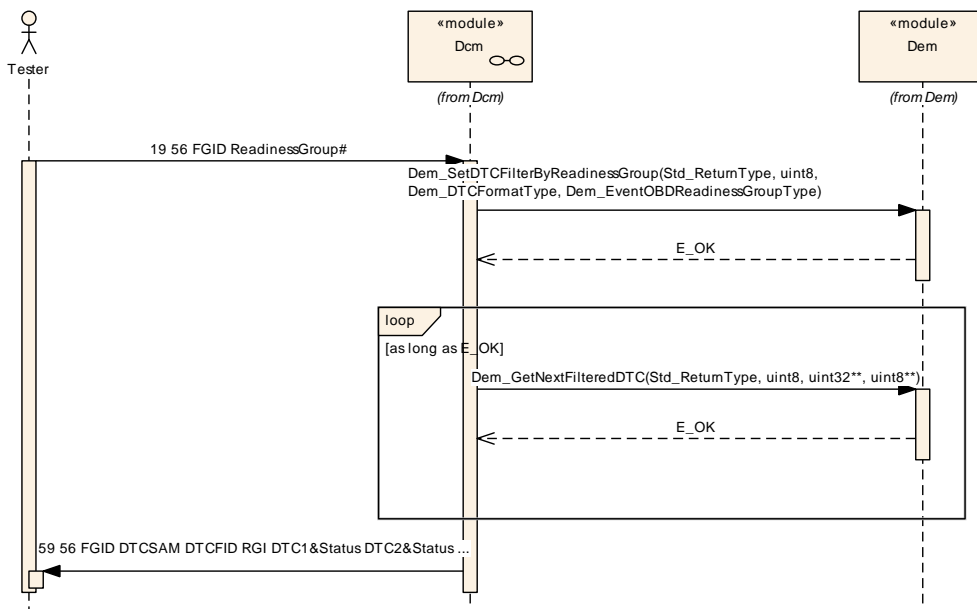 «module»
Dcm
«module»
Dem
Tester
(from Dcm)
(from Dem)
19 56 FGID ReadinessGroup#
Dem_SetDTCFilterByReadinessGroup(Std_ReturnType, uint8,
Dem_DTCFormatType, Dem_EventOBDReadinessGroupType)
E_OK
loop
[as long as E_OK]
Dem_GetNextFilteredDTC(Std_ReturnType, uint8, uint32**, uint8**)
E_OK
59 56 FGID DTCSAM DTCFID RGI DTC1&Status DTC2&Status ...